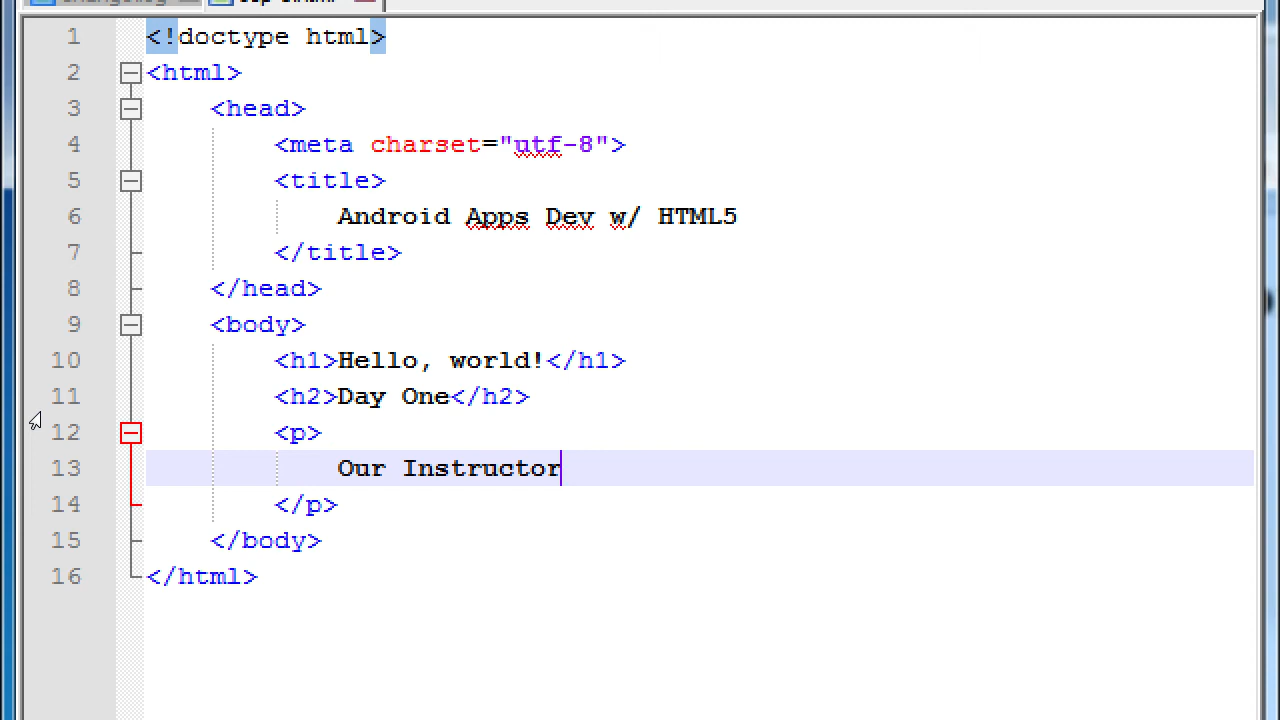 1 <!doctype html>
2 <html>
3 <head>
4 <meta charset="utf-8">
5 <title>
6 Android Apps Dev w/ HTML5
7 </title>
8 </head>
9 <body>
10 <h1>Hello, world!</h1>
11 <h2>Day One</h2>
12 <p>
13 Our Instructor
14 </p>
15 </body>
16 </html>